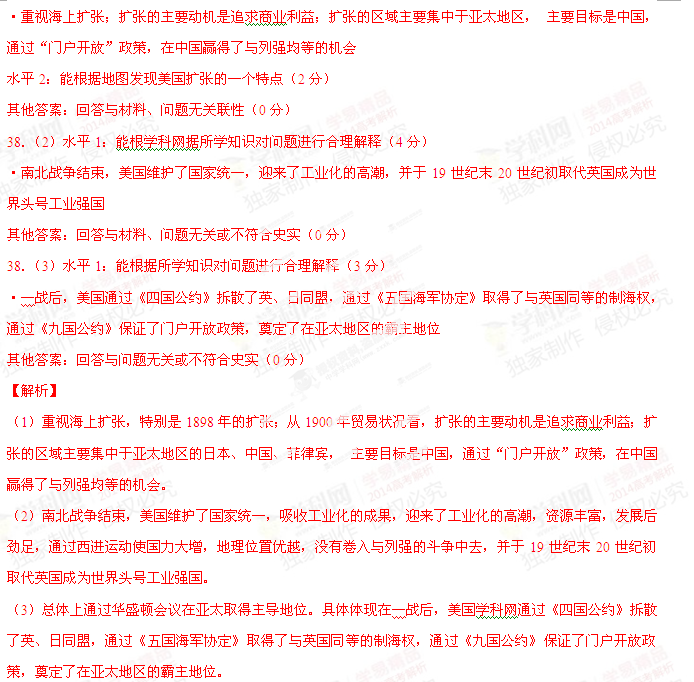 ·重视海上扩张；扩张的主要动机是追求商业利益；扩张的区域主要集中于亚太地区， 主要目标是中国，
通过“门户开放”政策，在中国赢得了与列强均等的机会
水平 2：能根据地图发现美国扩张的一个特点（2 分）
其他答案：回答与材料、问题无关联性（0 分）
38.（2）水平 1：能根学科网据所学知识对问题进行合理解释（4 分）
·南北战争结束，美国维护了国家统一，迎来了工业化的高潮，并于 19 世纪末 20 世纪初取代英国成为世
界头号工业强国
其他答案：回答与材料、问题无关或不符合史实（0 分）
38.（3）水平 1：能根据所学知识对问题进行合理解释（3 分）
·一战后，美国通过《四国公约》拆散了英、日同盟，通过《五国海军协定》取得了与英国同等的制海权，
通过《九国公约》保证了门户开放政策，奠定了在亚太地区的霸主地位
其他答案：回答与问题无关或不符合史实（0 分）
【解析】
（1）重视海上扩张，特别是 1898 年的扩张；从 1900 年贸易状况看，扩张的主要动机是追求商业利益；扩
张的区域主要集中于亚太地区的日本、中国、菲律宾， 主要目标是中国，通过“门户开放”政策，在中国
赢得了与列强均等的机会。
（2）南北战争结束，美国维护了国家统一，吸收工业化的成果，迎来了工业化的高潮，资源丰富，发展后
劲足，通过西进运动使国力大增，地理位置优越，没有卷入与列强的斗争中去，并于 19 世纪末 20 世纪初
取代英国成为世界头号工业强国。
（3）总体上通过华盛顿会议在亚太取得主导地位。具体体现在一战后，美国学科网通过《四国公约》拆散
了英、日同盟，通过《五国海军协定》取得了与英国同等的制海权，通过《九国公约》保证了门户开放政
策，奠定了在亚太地区的霸主地位。